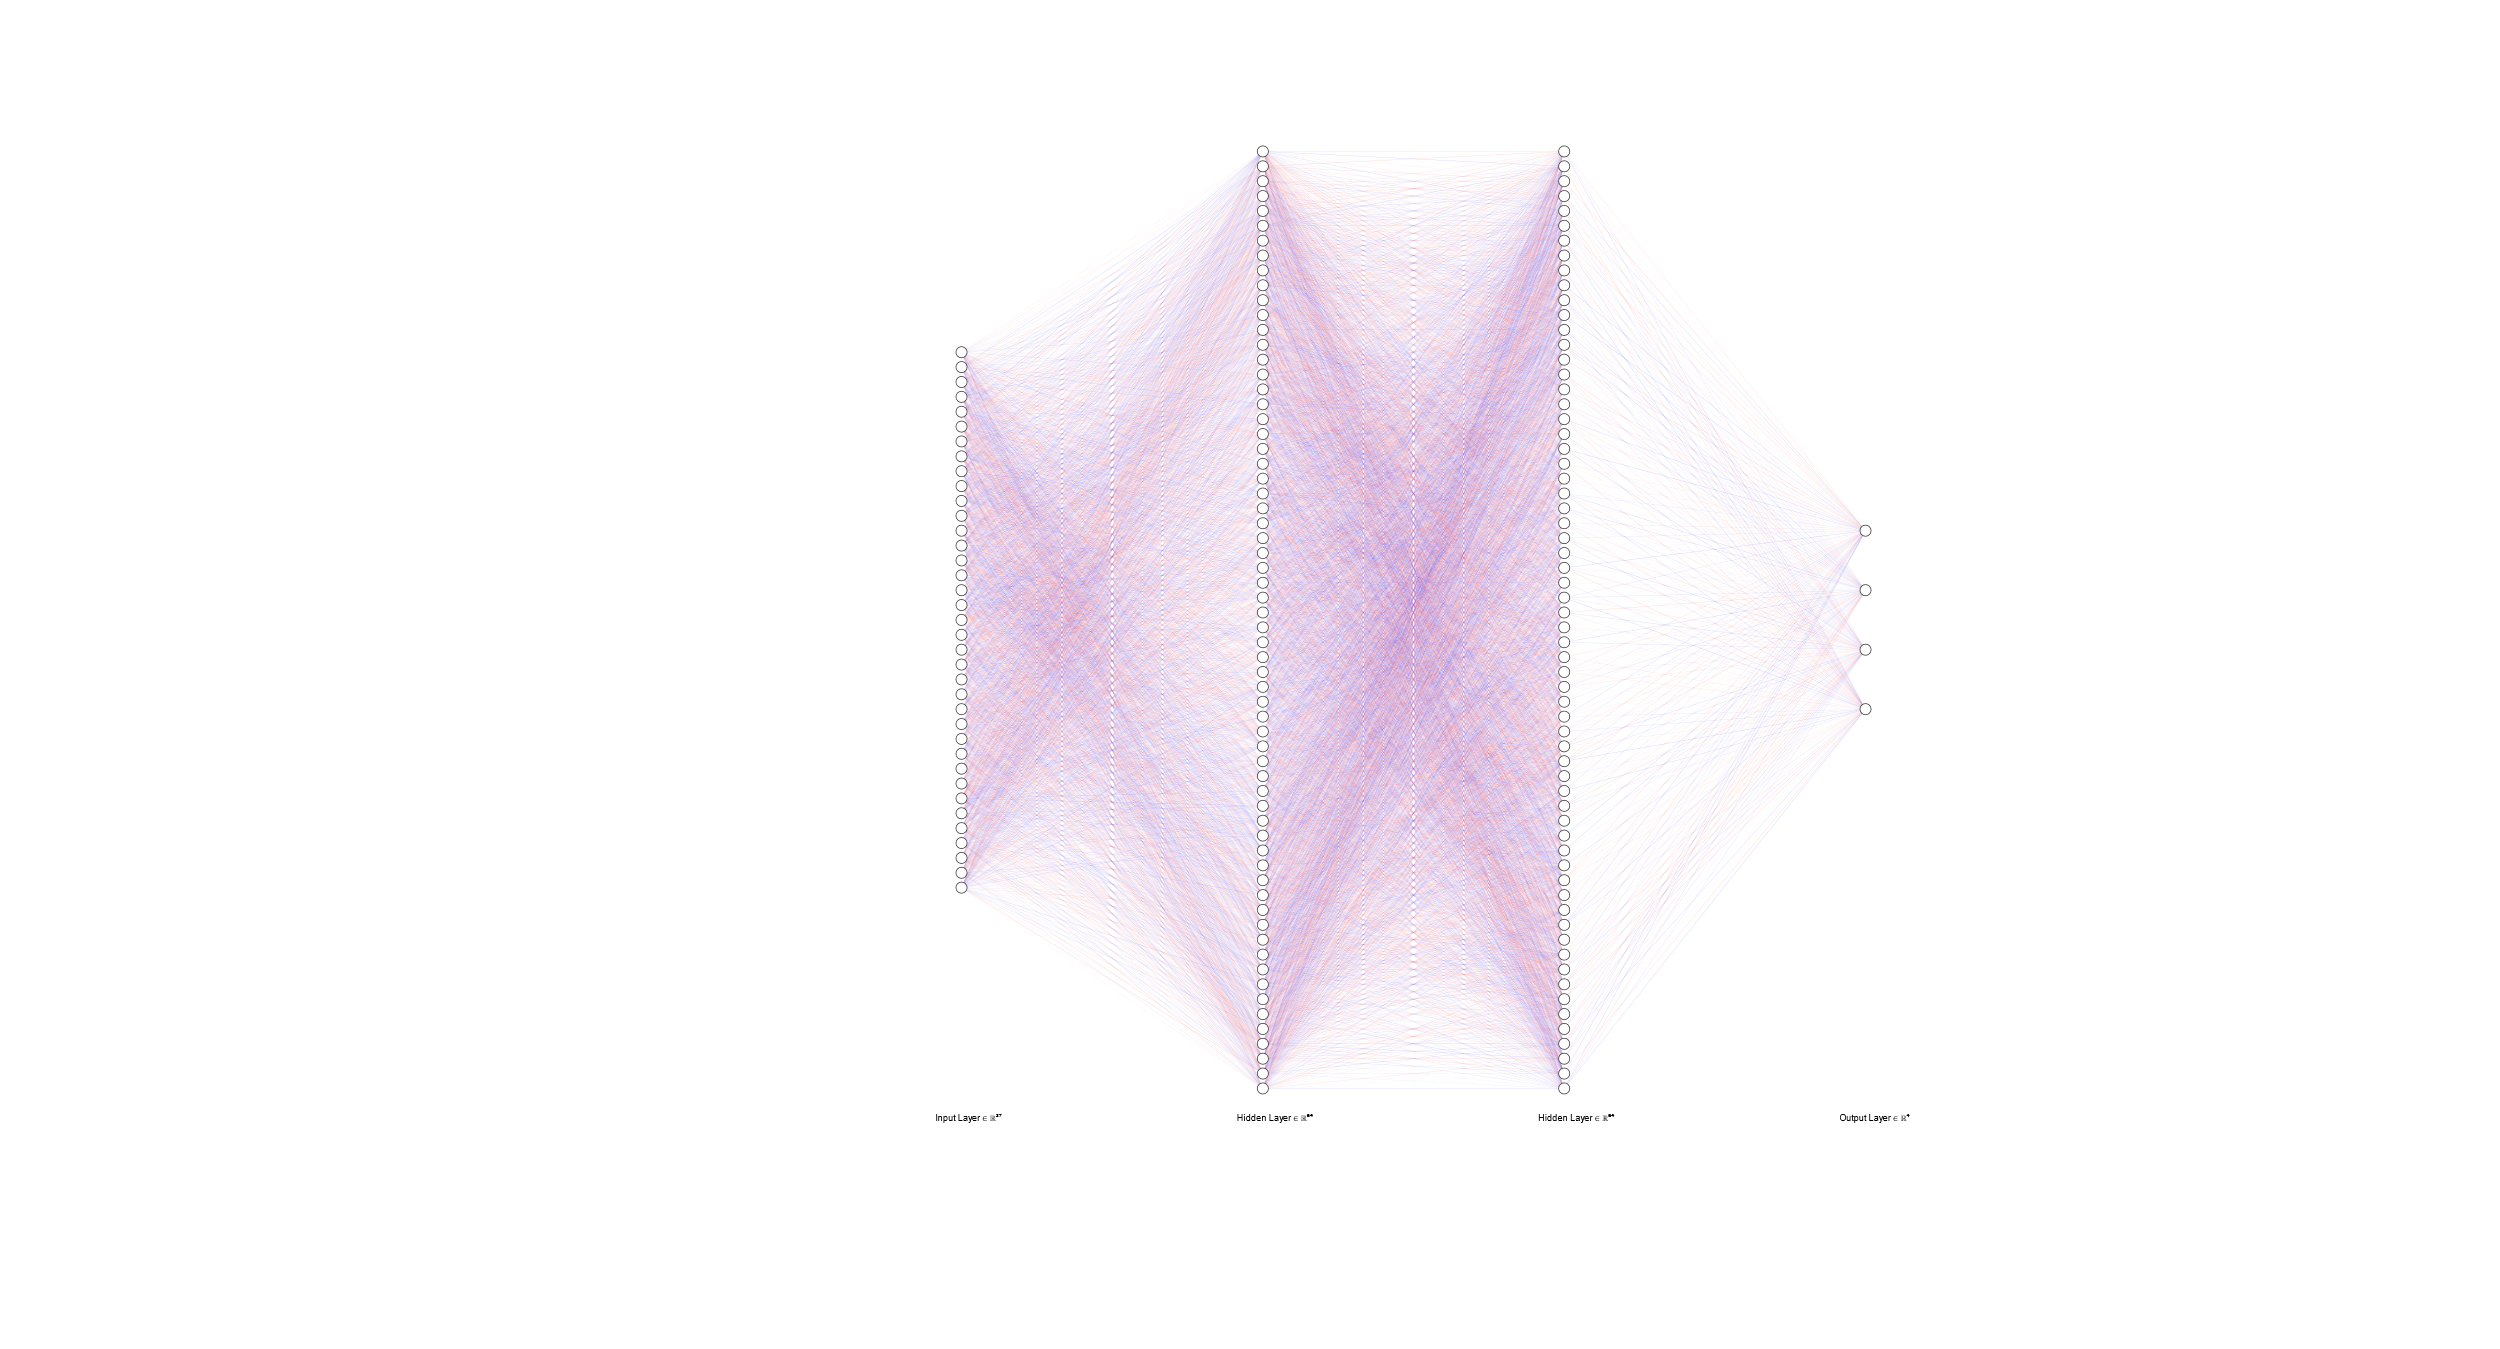 Input Layer ∈ ℝ³⁷
Hidden Layer ∈ ℝ⁶⁴
Hidden Layer ∈ ℝ⁶⁴
Output Layer ∈ ℝ⁴